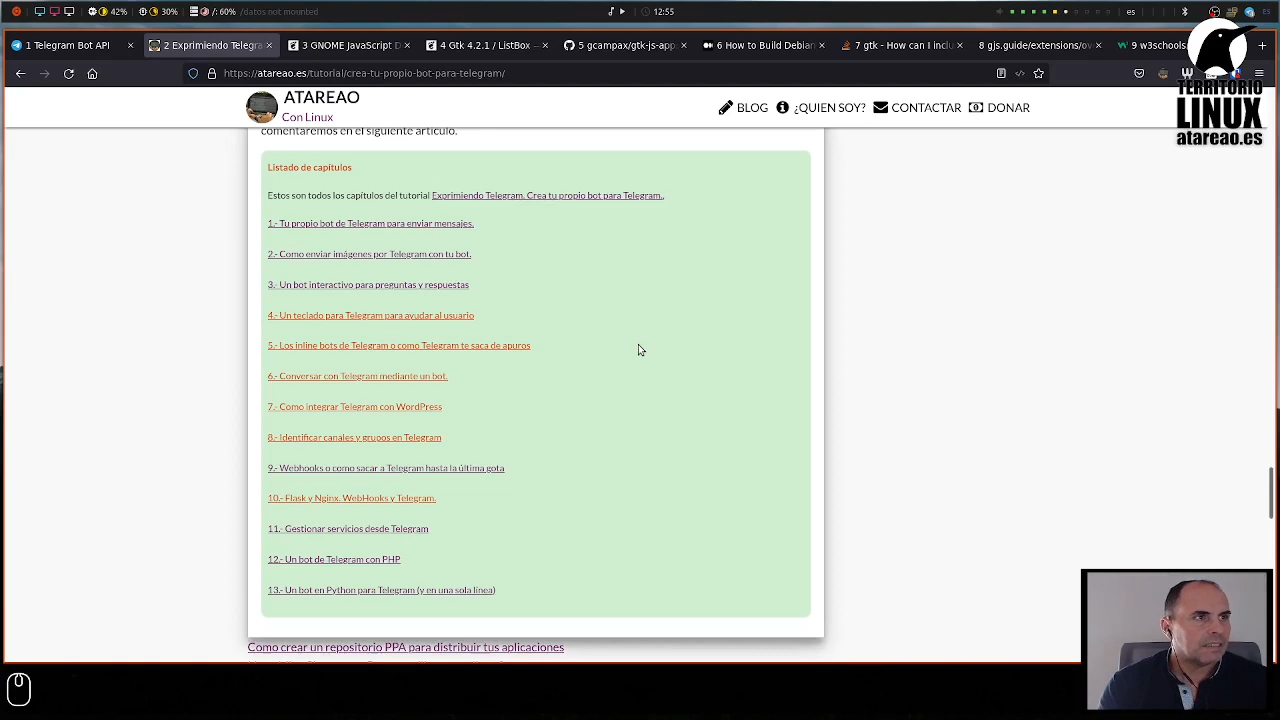 42% 30% : 60% /datos not mounted 12:55 es ES
1 Telegram Bot API 2 Exprimiendo Telegra 3 GNOME JavaScript D 4 Gtk 4.2.1 / ListBox 5 gcampax/gtk-js-app 6 How to Build Debian 7 gtk - How can I inclu 8 gjs.guide/extensions/ov 9 w3schools
https://atareao.es/tutorial/crea-tu-propio-bot-para-telegram/
TERRITORIO
LINUX
atareao.es
ATAREAO
Con Linux
BLOG ¿QUIEN SOY? CONTACTAR DONAR
comentaremos en el siguiente artículo.
Listado de capítulos
Estos son todos los capítulos del tutorial Exprimiendo Telegram. Crea tu propio bot para Telegram..
1.- Tu propio bot de Telegram para enviar mensajes.
2.- Como enviar imágenes por Telegram con tu bot.
3.- Un bot interactivo para preguntas y respuestas
4.- Un teclado para Telegram para ayudar al usuario
5.- Los inline bots de Telegram o como Telegram te saca de apuros
6.- Conversar con Telegram mediante un bot.
7.- Como integrar Telegram con WordPress
8.- Identificar canales y grupos en Telegram
9.- Webhooks o como sacar a Telegram hasta la última gota
10.- Flask y Nginx. WebHooks y Telegram.
11.- Gestionar servicios desde Telegram
12.- Un bot de Telegram con PHP
13.- Un bot en Python para Telegram (y en una sola línea)
Como crear un repositorio PPA para distribuir tus aplicaciones